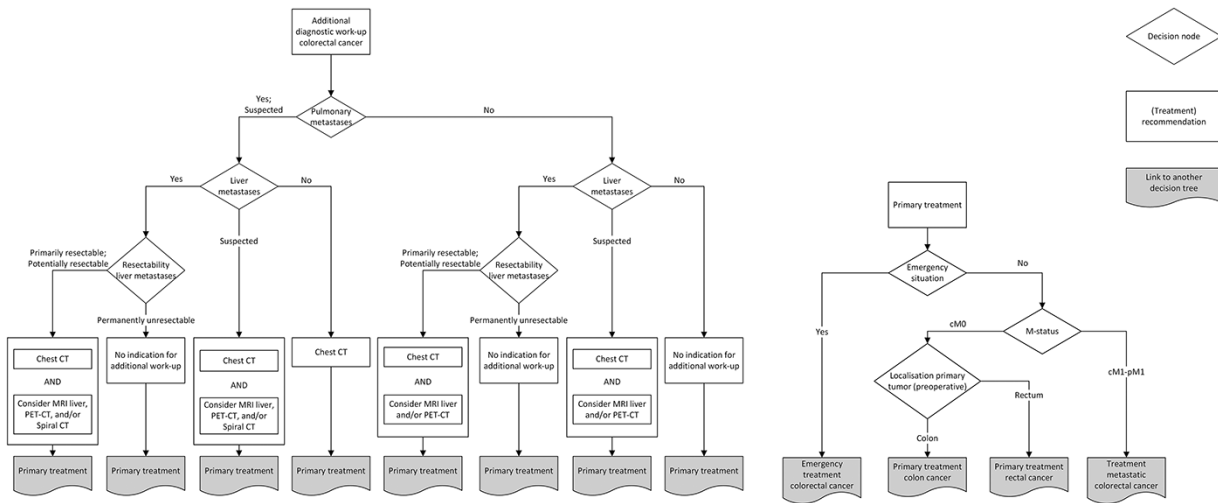 Additional
diagnostic work-up
colorectal cancer
Yes;
Suspected
Pulmonary
metastases
No
Yes
Liver
metastases
No
Suspected
Yes
Liver
metastases
No
Suspected
Primarily resectable;
Potentially resectable
Resectability
liver metastases
Permanently unresectable
Primarily resectable;
Potentially resectable
Resectability
liver metastases
Permanently unresectable
Chest CT
AND
Consider MRI liver,
PET-CT, and/or
Spiral CT
No indication for
additional work-up
Chest CT
AND
Consider MRI liver,
PET-CT, and/or
Spiral CT
Chest CT
Chest CT
AND
Consider MRI liver
and/or PET-CT
No indication for
additional work-up
Chest CT
AND
Consider MRI liver
and/or PET-CT
No indication for
additional work-up
Primary treatment
Primary treatment
Primary treatment
Primary treatment
Primary treatment
Primary treatment
Primary treatment
Primary treatment
Primary treatment
Emergency
situation
No
Yes
cM0
M-status
cM1-pM1
Localisation primary
tumor (preoperative)
Rectum
Colon
Emergency
treatment
colorectal cancer
Primary treatment
colon cancer
Primary treatment
rectal cancer
Treatment
metastatic
colorectal cancer
Decision node
(Treatment)
recommendation
Link to another
decision tree